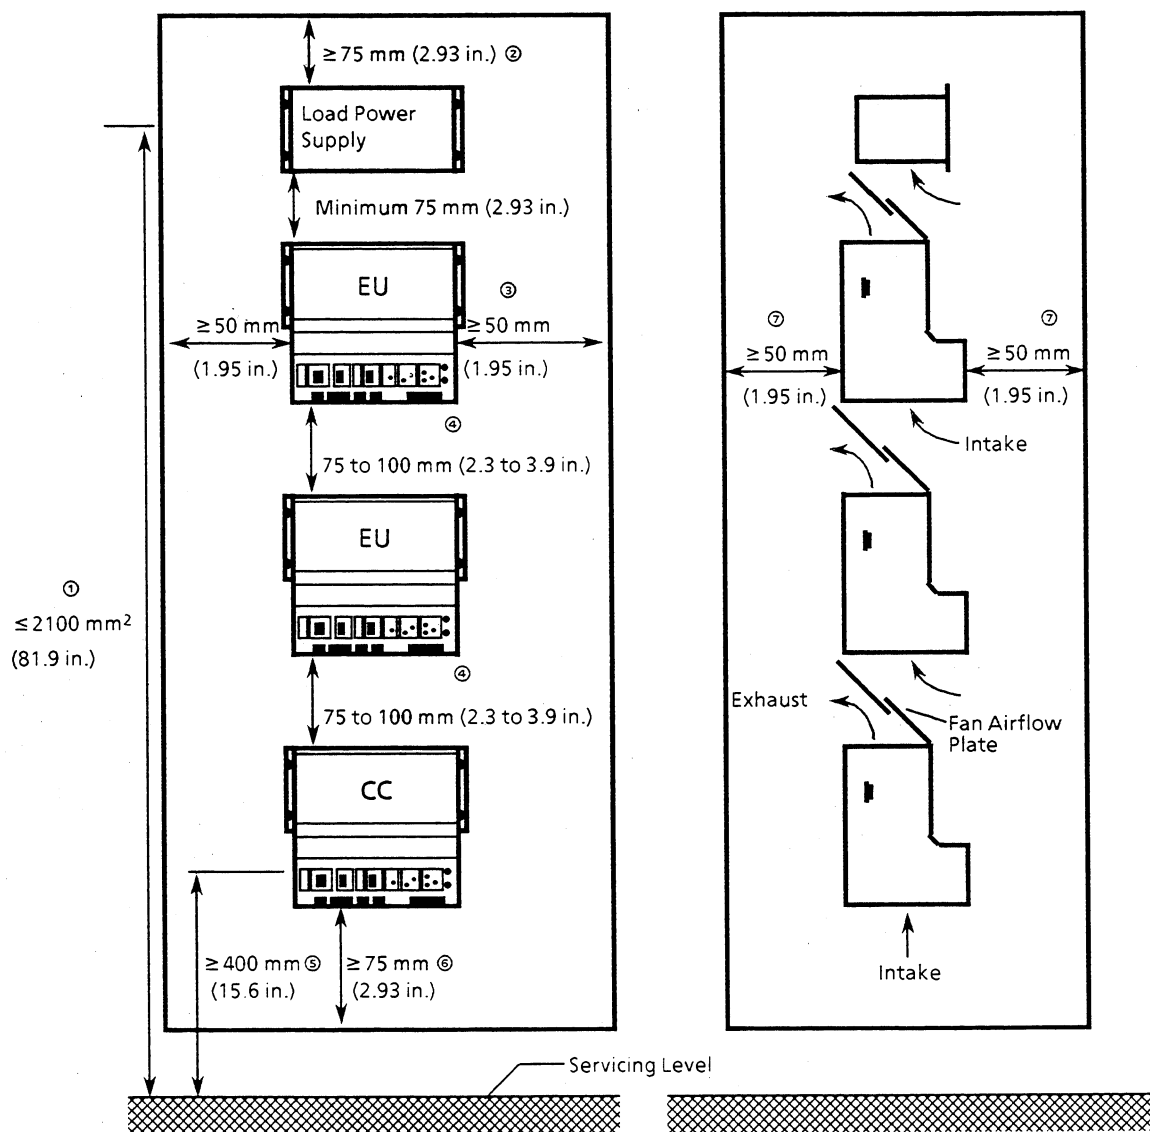 ≥75 mm (2.93 in.) ②
Load Power
Supply
Minimum 75 mm (2.93 in.)
EU
③
≥50 mm
(1.95 in.)
≥50 mm
(1.95 in.)
④
75 to 100 mm (2.3 to 3.9 in.)
EU
①
≤2100 mm²
(81.9 in.)
④
75 to 100 mm (2.3 to 3.9 in.)
CC
≥400 mm ⑤
(15.6 in.)
≥75 mm ⑥
(2.93 in.)
⑦
≥50 mm
(1.95 in.)
⑦
≥50 mm
(1.95 in.)
Intake
Exhaust
Fan Airflow
Plate
Intake
Servicing Level